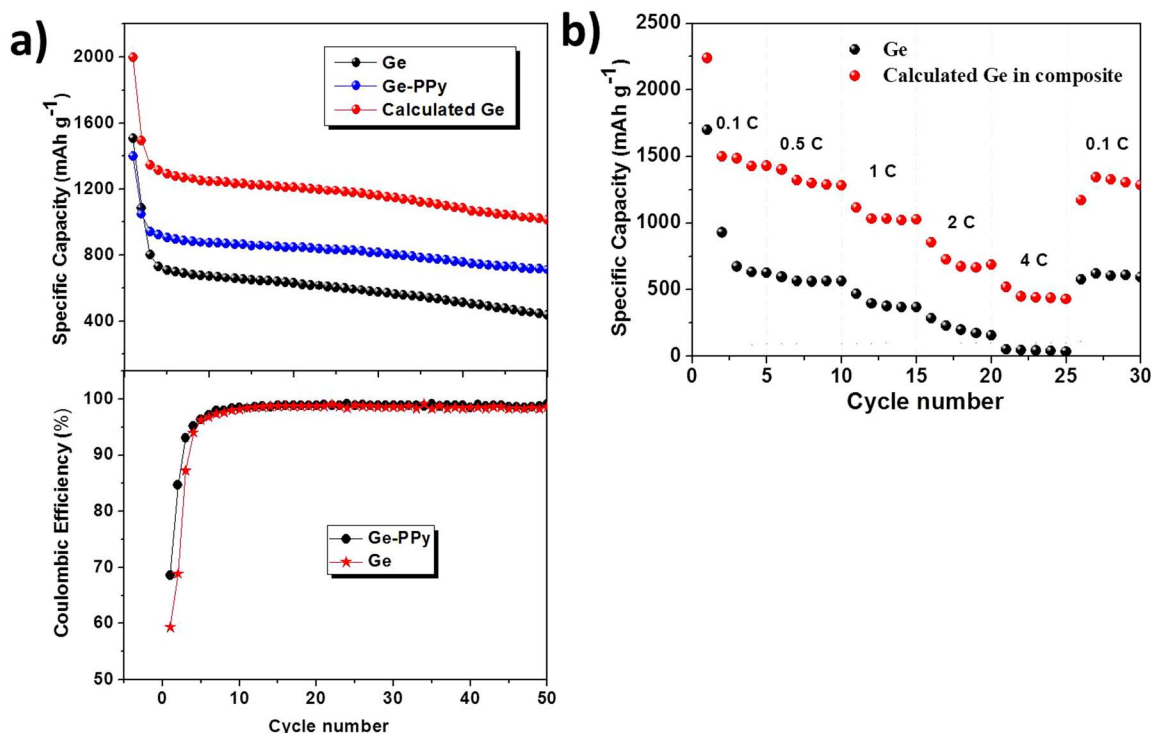 a)
Specific Capacity (mAh g⁻¹)
2000
1600
1200
800
400
Ge
Ge-PPy
Calculated Ge
Coulombic Efficiency (%)
100
90
80
70
60
50
Ge-PPy
Ge
0 10 20 30 40 50
Cycle number
b)
Specific Capacity (mAh g⁻¹)
2500
2000
1500
1000
500
0
Ge
Calculated Ge in composite
0.1 C
0.5 C
1 C
2 C
4 C
0.1 C
0 5 10 15 20 25 30
Cycle number